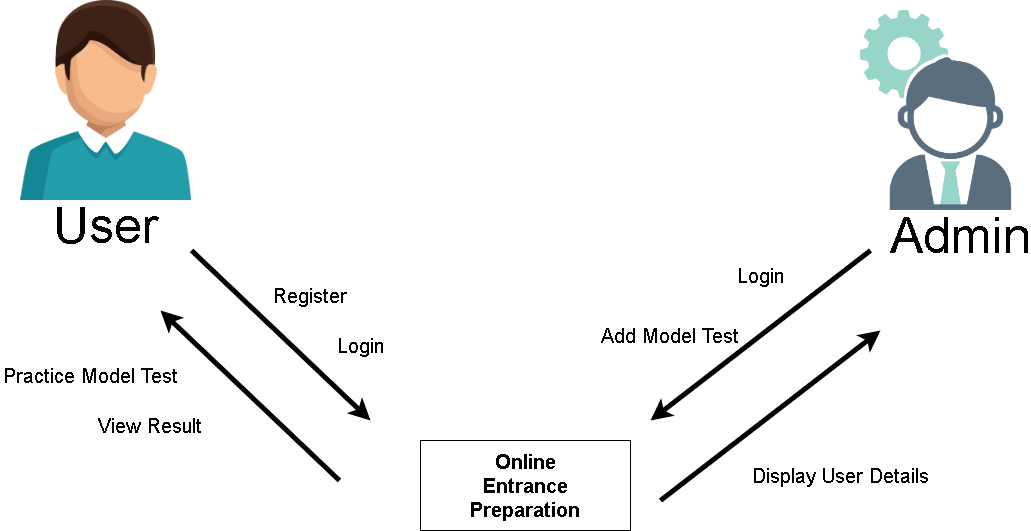 User
Admin
Register
Login
Login
Add Model Test
Practice Model Test
View Result
Online
Entrance
Preparation
Display User Details